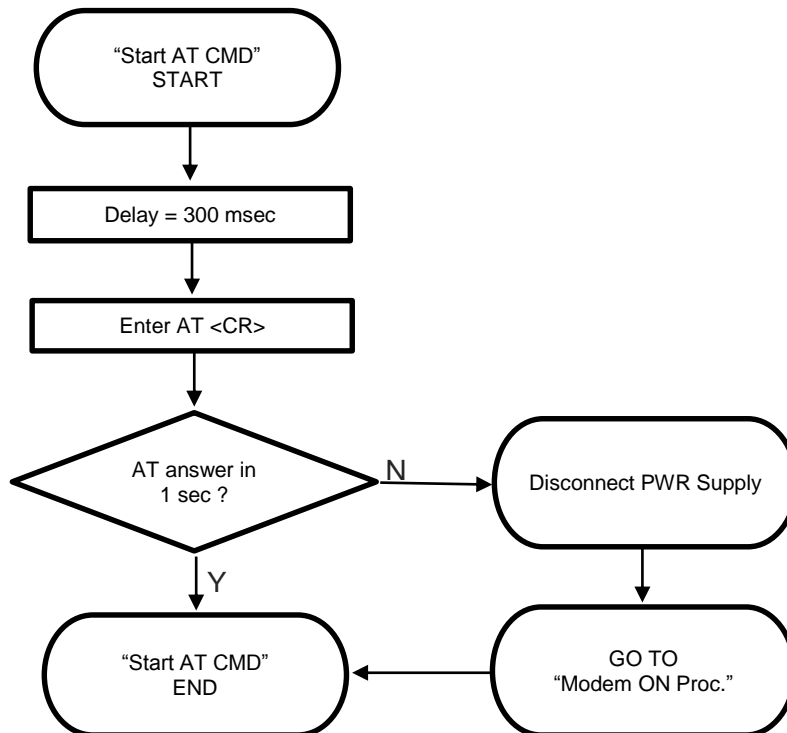 “Start AT CMD”
START
Delay = 300 msec
Enter AT <CR>
AT answer in
1 sec ?
N
Disconnect PWR Supply
Y
“Start AT CMD”
END
GO TO
“Modem ON Proc.”